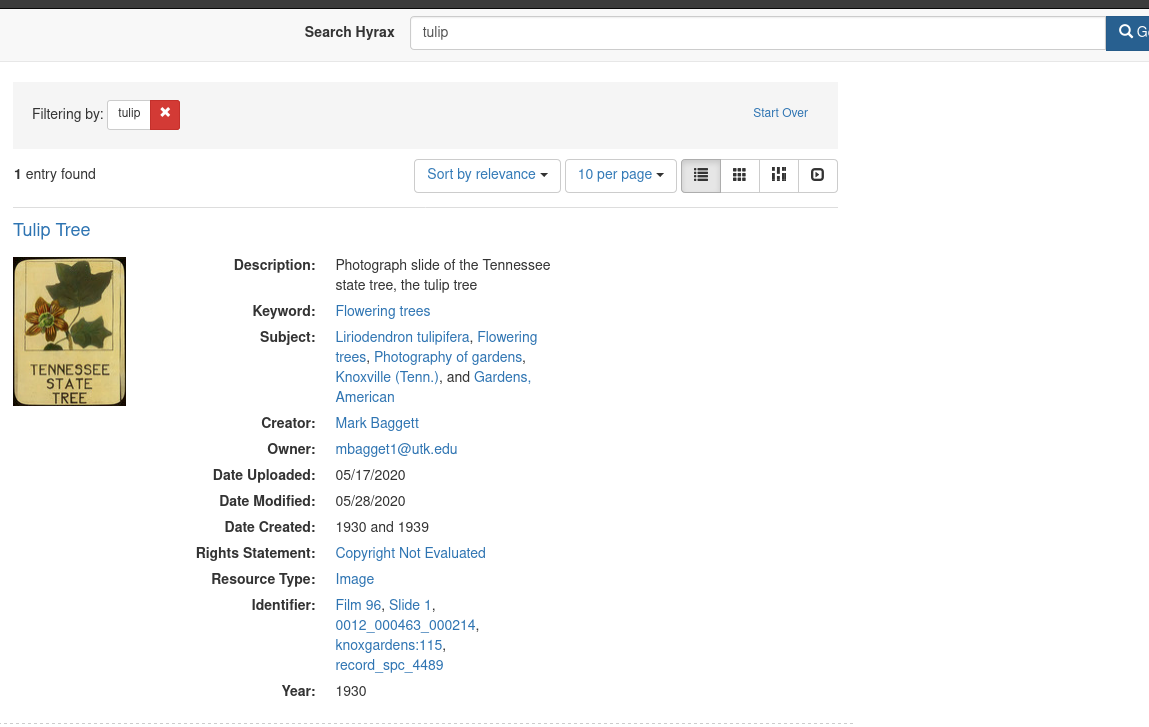 Search Hyrax tulip
Filtering by: tulip Start Over
1 entry found Sort by relevance 10 per page
Tulip Tree
TENNESSEE
STATE
TREE
Description: Photograph slide of the Tennessee
state tree, the tulip tree
Keyword: Flowering trees
Subject: Liriodendron tulipifera, Flowering
trees, Photography of gardens,
Knoxville (Tenn.), and Gardens,
American
Creator: Mark Baggett
Owner: mbagget1@utk.edu
Date Uploaded: 05/17/2020
Date Modified: 05/28/2020
Date Created: 1930 and 1939
Rights Statement: Copyright Not Evaluated
Resource Type: Image
Identifier: Film 96, Slide 1,
0012_000463_000214,
knoxgardens:115,
record_spc_4489
Year: 1930